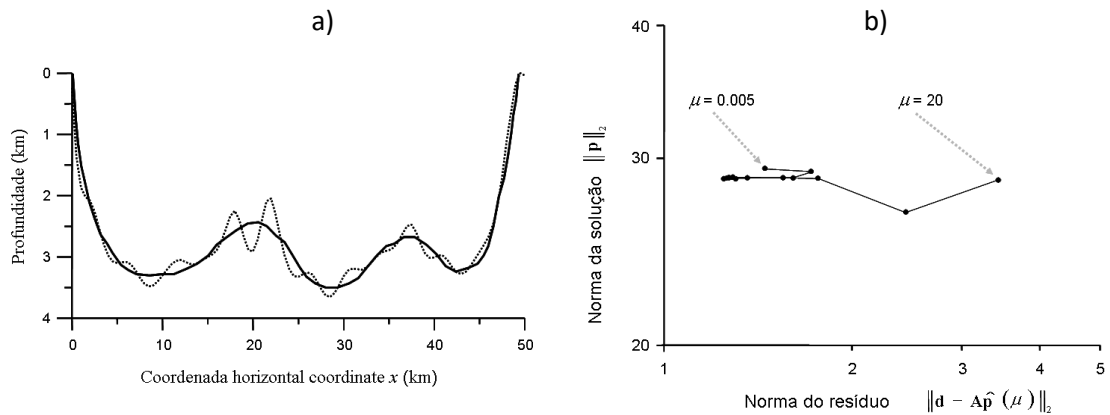 a)
Profundidade (km)
0
1
2
3
4
0
10
20
30
40
50
Coordenada horizontal coordinate x (km)
b)
Norma da solução ‖ p ‖₂
40
30
20
μ = 0.005
μ = 20
1
2
3
4
5
Norma do resíduo ‖ d − Ap̂ (μ) ‖₂